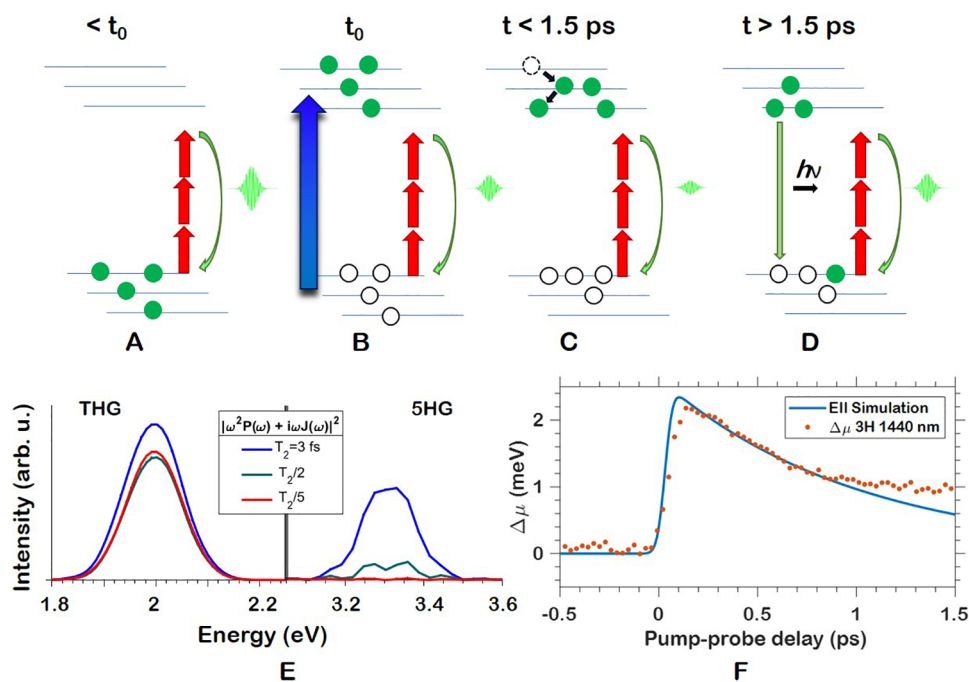 < t₀
t₀
t < 1.5 ps
t > 1.5 ps
hν
A
B
C
D
THG
5HG
|ω²P(ω) + iωJ(ω)|²
T₂=3 fs
T₂/2
T₂/5
Intensity (arb. u.)
1.8
2
2.2
3.2
3.4
3.6
Energy (eV)
E
EII Simulation
Δμ 3H 1440 nm
Δμ (meV)
2
1
0
-0.5
0
0.5
1
1.5
Pump-probe delay (ps)
F